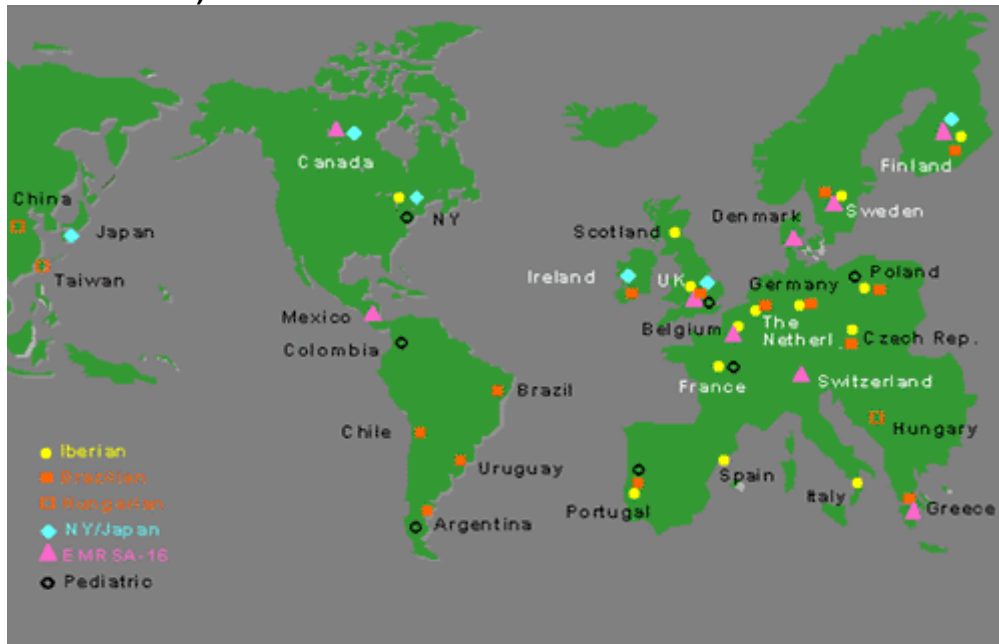 Canada
Finland
China
NY
Denmark
Sweden
Japan
Scotland
Taiwan
Ireland
UK
Germany
Poland
Mexico
Belgium
The
Netherl.
Czech Rep.
Colombia
France
Switzerland
Brazil
Chile
Hungary
Iberian
Uruguay
Spain
Brazilian
Italy
Hungarian
Portugal
Greece
NY/Japan
Argentina
EMRSA-16
Pediatric